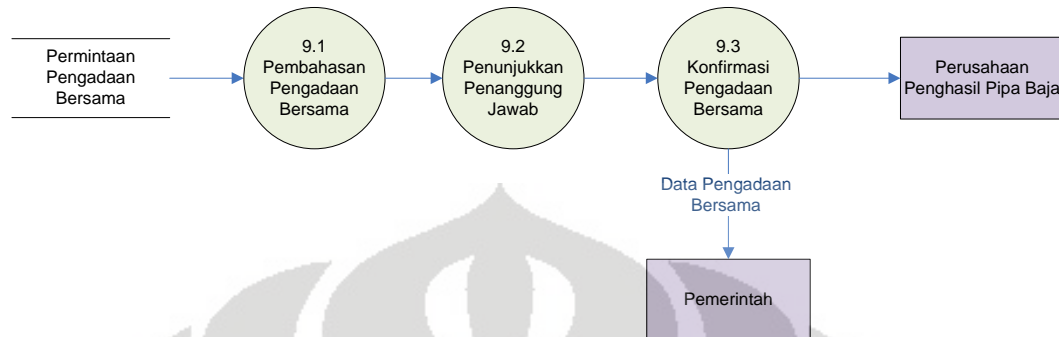 Permintaan
Pengadaan
Bersama
9.1
Pembahasan
Pengadaan
Bersama
9.2
Penunjukkan
Penanggung
Jawab
9.3
Konfirmasi
Pengadaan
Bersama
Perusahaan
Penghasil Pipa Baja
Data Pengadaan
Bersama
Pemerintah